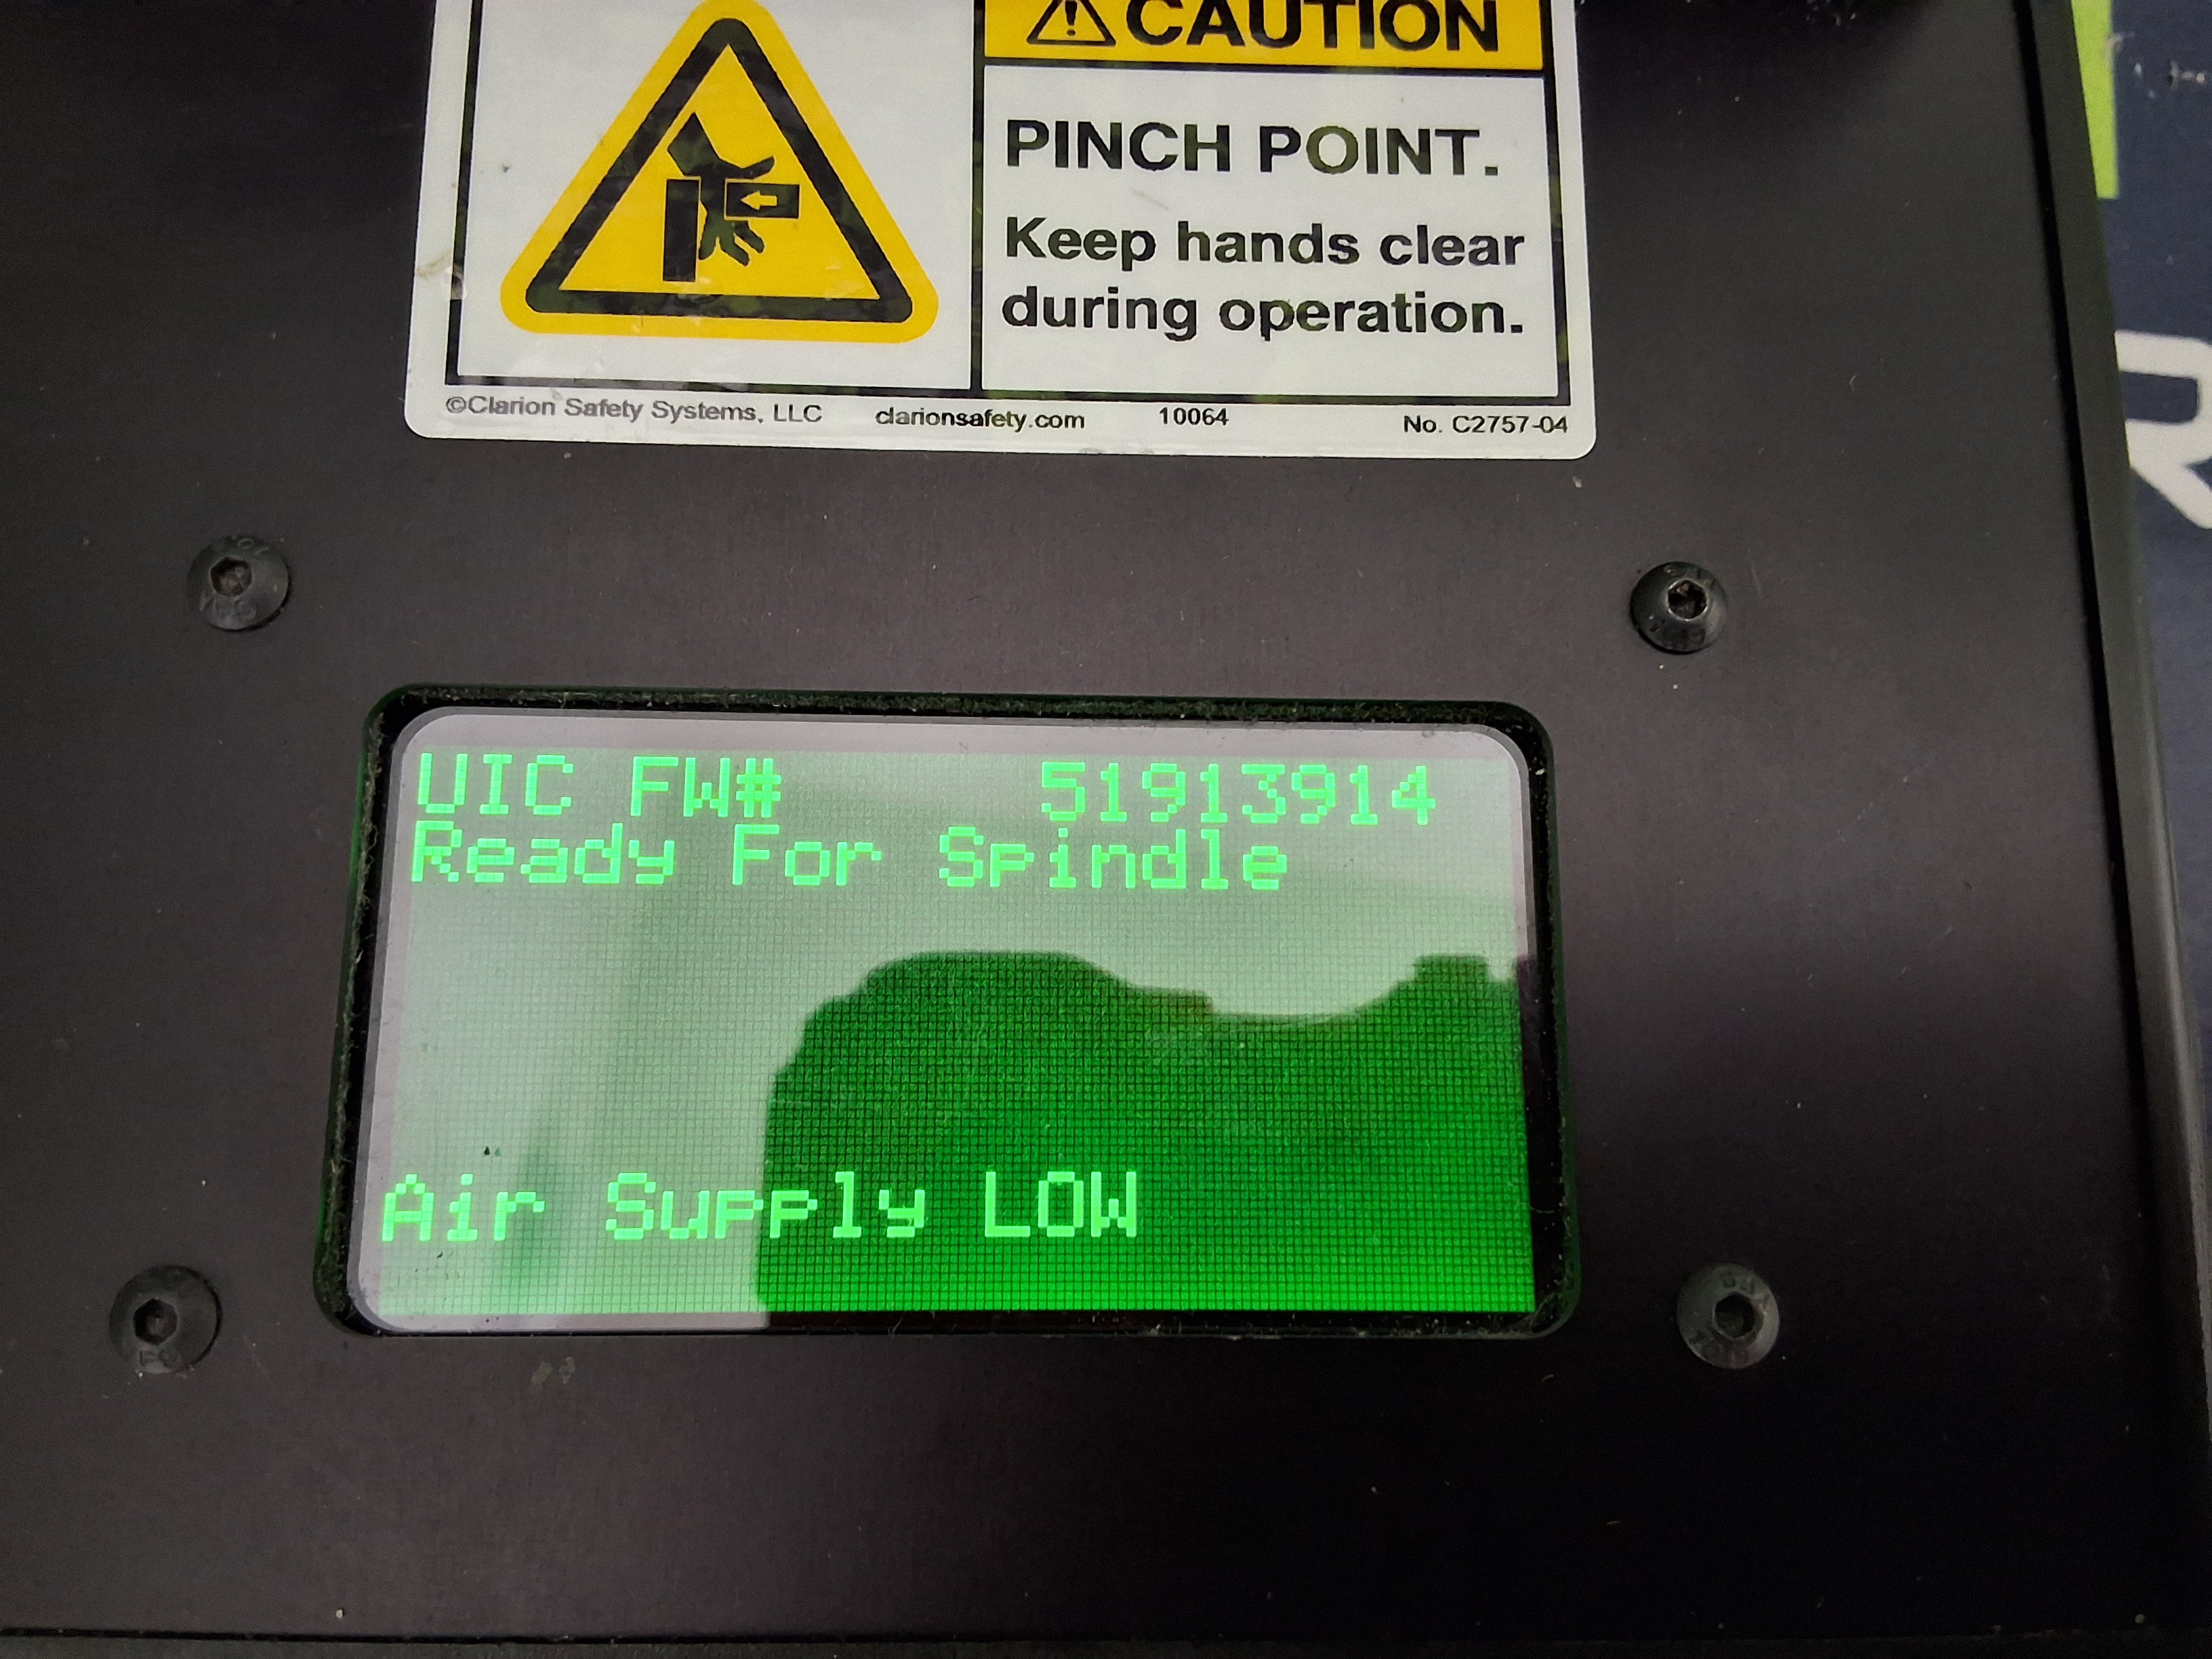 CAUTION
PINCH POINT.
Keep hands clear
during operation.
©Clarion Safety Systems, LLC clarionsafety.com 10064 No. C2757-04
R
UIC FW# 51913914
Ready For Spindle
Air Supply LOW